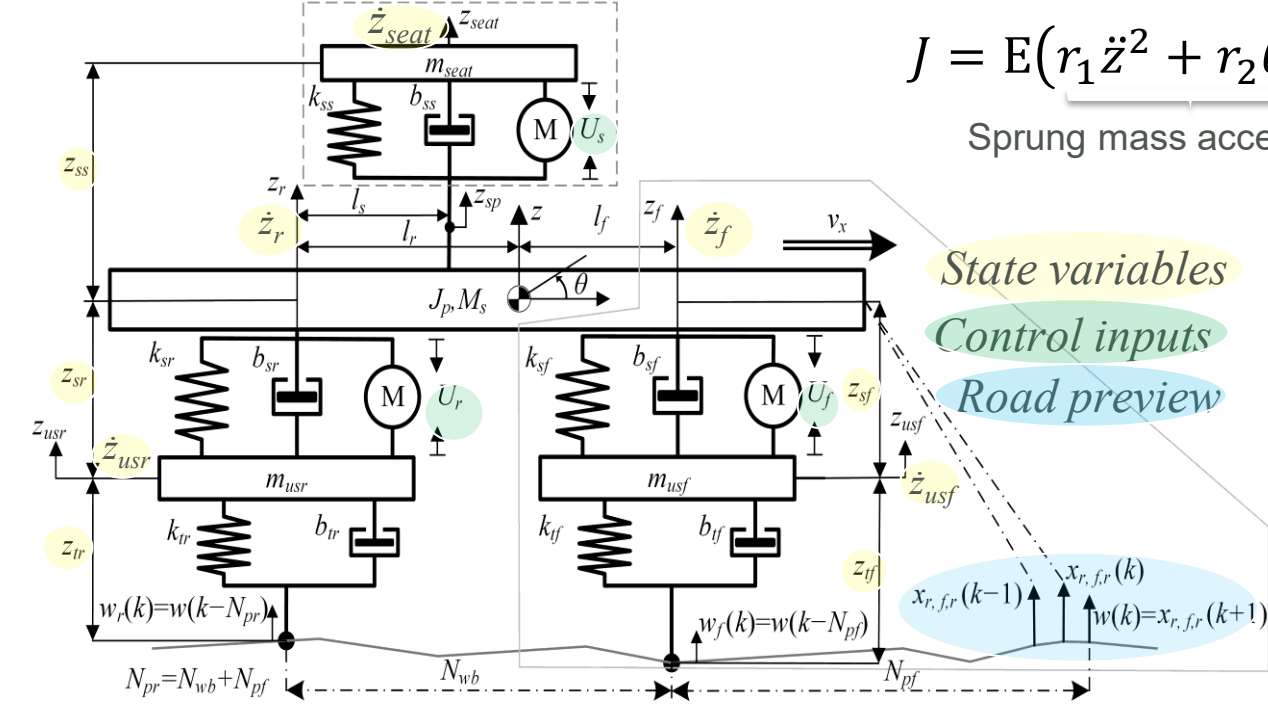 ż_seat
z_seat
J = E(r₁z̈² + r₂(
m_seat
k_ss
b_ss
M
U_s
Sprung mass acce
z_ss
z_r
l_s
z_sp
ż_r
l_r
z
l_f
z_f
ż_f
v_x
State variables
J_p,M_s
θ
Control inputs
k_sr
b_sr
M
U_r
k_sf
b_sf
M
U_f
z_sf
Road preview
z_sr
z_usr
ż_usr
z_usf
m_usr
m_usf
ż_usf
k_tr
b_tr
k_tf
b_tf
z_tr
z_tf
x_r,f,r(k−1)
x_r,f,r(k)
w_r(k)=w(k−N_pr)
w_f(k)=w(k−N_pf)
w(k)=x_r,f,r(k+1)
N_pr=N_wb+N_pf
N_wb
N_pf